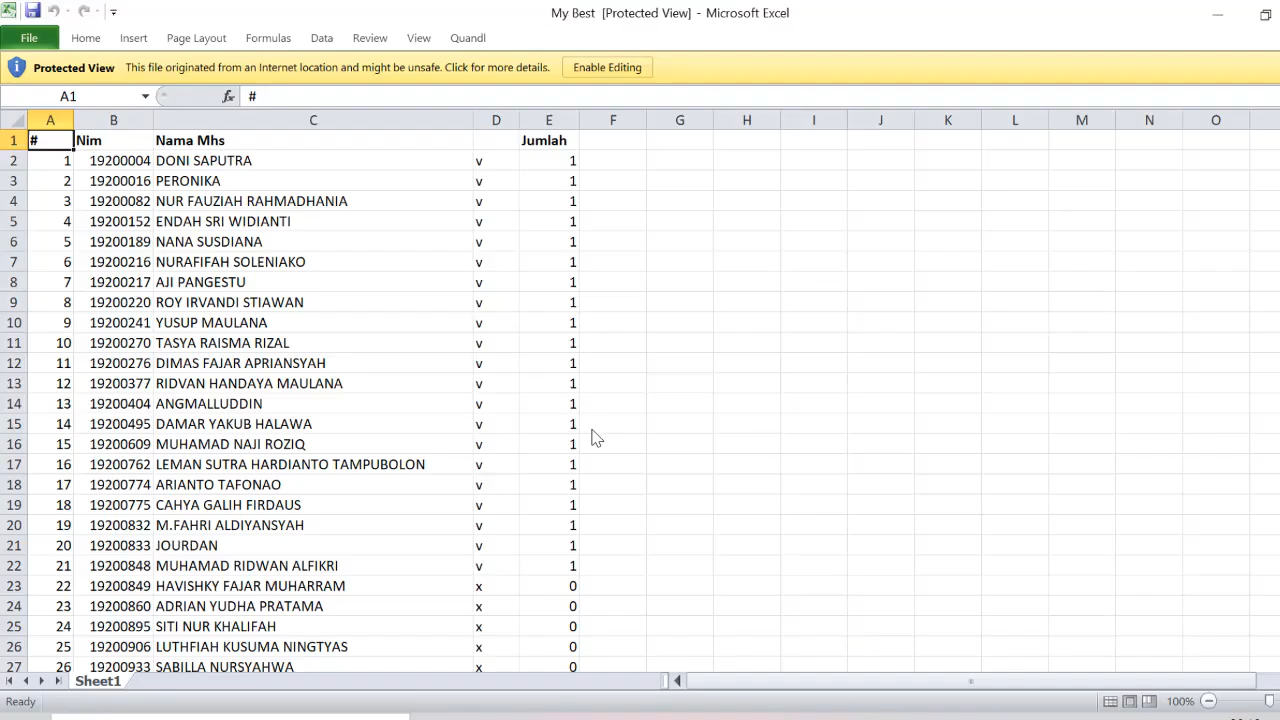 My Best [Protected View] - Microsoft Excel
File Home Insert Page Layout Formulas Data Review View Quandl
Protected View This file originated from an Internet location and might be unsafe. Click for more details. Enable Editing
A1 fx #
A B C D E F G H I J K L M N O
1 # Nim Nama Mhs Jumlah
2 1 19200004 DONI SAPUTRA v 1
3 2 19200016 PERONIKA v 1
4 3 19200082 NUR FAUZIAH RAHMADHANIA v 1
5 4 19200152 ENDAH SRI WIDIANTI v 1
6 5 19200189 NANA SUSDIANA v 1
7 6 19200216 NURAFIFAH SOLENIAKO v 1
8 7 19200217 AJI PANGESTU v 1
9 8 19200220 ROY IRVANDI STIAWAN v 1
10 9 19200241 YUSUP MAULANA v 1
11 10 19200270 TASYA RAISMA RIZAL v 1
12 11 19200276 DIMAS FAJAR APRIANSYAH v 1
13 12 19200377 RIDVAN HANDAYA MAULANA v 1
14 13 19200404 ANGMALLUDDIN v 1
15 14 19200495 DAMAR YAKUB HALAWA v 1
16 15 19200609 MUHAMAD NAJI ROZIQ v 1
17 16 19200762 LEMAN SUTRA HARDIANTO TAMPUBOLON v 1
18 17 19200774 ARIANTO TAFONAO v 1
19 18 19200775 CAHYA GALIH FIRDAUS v 1
20 19 19200832 M.FAHRI ALDIYANSYAH v 1
21 20 19200833 JOURDAN v 1
22 21 19200848 MUHAMAD RIDWAN ALFIKRI v 1
23 22 19200849 HAVISHKY FAJAR MUHARRAM x 0
24 23 19200860 ADRIAN YUDHA PRATAMA x 0
25 24 19200895 SITI NUR KHALIFAH x 0
26 25 19200906 LUTHFIAH KUSUMA NINGTYAS x 0
27 26 19200933 SABILLA NURSYAHWA x 0
Sheet1
Ready 100%